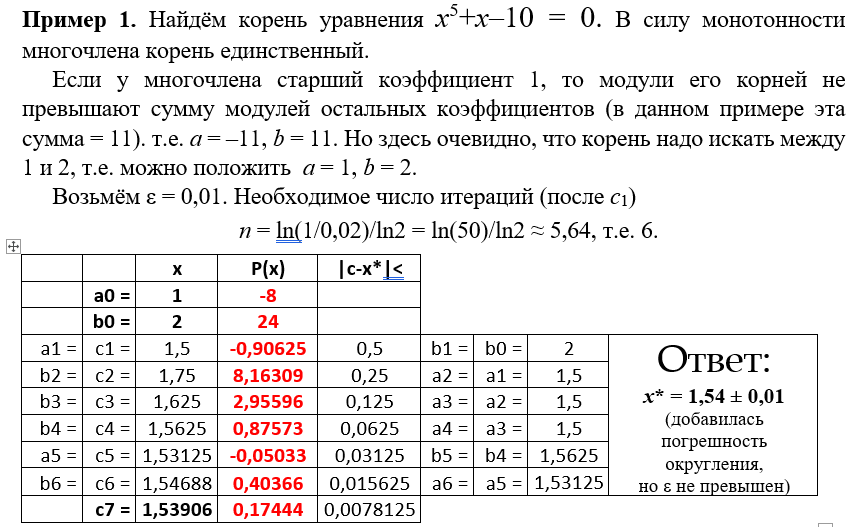 Пример 1. Найдём корень уравнения x⁵+x–10 = 0. В силу монотонности
многочлена корень единственный.
Если у многочлена старший коэффициент 1, то модули его корней не
превышают сумму модулей остальных коэффициентов (в данном примере эта
сумма = 11). т.е. a = –11, b = 11. Но здесь очевидно, что корень надо искать между
1 и 2, т.е. можно положить a = 1, b = 2.
Возьмём ε = 0,01. Необходимое число итераций (после c₁)
n = ln(1/0,02)/ln2 = ln(50)/ln2 ≈ 5,64, т.е. 6.
x P(x) |c-x*|<
a0 = 1 -8
b0 = 2 24
a1 = c1 = 1,5 -0,90625 0,5 b1 = b0 = 2
b2 = c2 = 1,75 8,16309 0,25 a2 = a1 = 1,5
b3 = c3 = 1,625 2,95596 0,125 a3 = a2 = 1,5
b4 = c4 = 1,5625 0,87573 0,0625 a4 = a3 = 1,5
a5 = c5 = 1,53125 -0,05033 0,03125 b5 = b4 = 1,5625
b6 = c6 = 1,54688 0,40366 0,015625 a6 = a5 = 1,53125
c7 = 1,53906 0,17444 0,0078125
Ответ:
x* = 1,54 ± 0,01
(добавилась
погрешность
округления,
но ε не превышен)